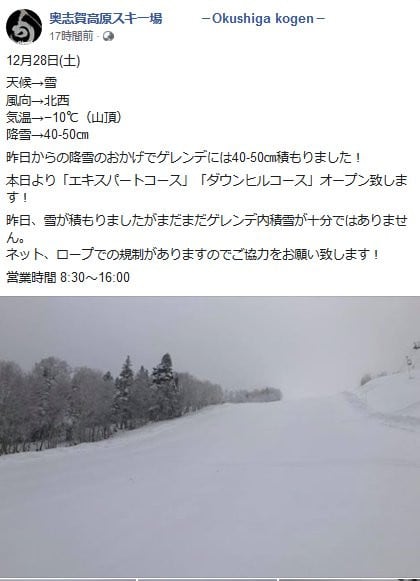 奥志賀高原スキー場 −Okushiga kogen−
17時間前 ·
12月28日(土)
天候→雪
風向→北西
気温→−10℃（山頂）
降雪→40-50㎝
昨日からの降雪のおかげでゲレンデには40-50㎝積もりました！
本日より「エキスパートコース」「ダウンヒルコース」オープン致しま
す！
昨日、雪が積もりましたがまだまだゲレンデ内積雪が十分ではありませ
ん。
ネット、ロープでの規制がありますのでご協力をお願い致します！
営業時間 8:30〜16:00